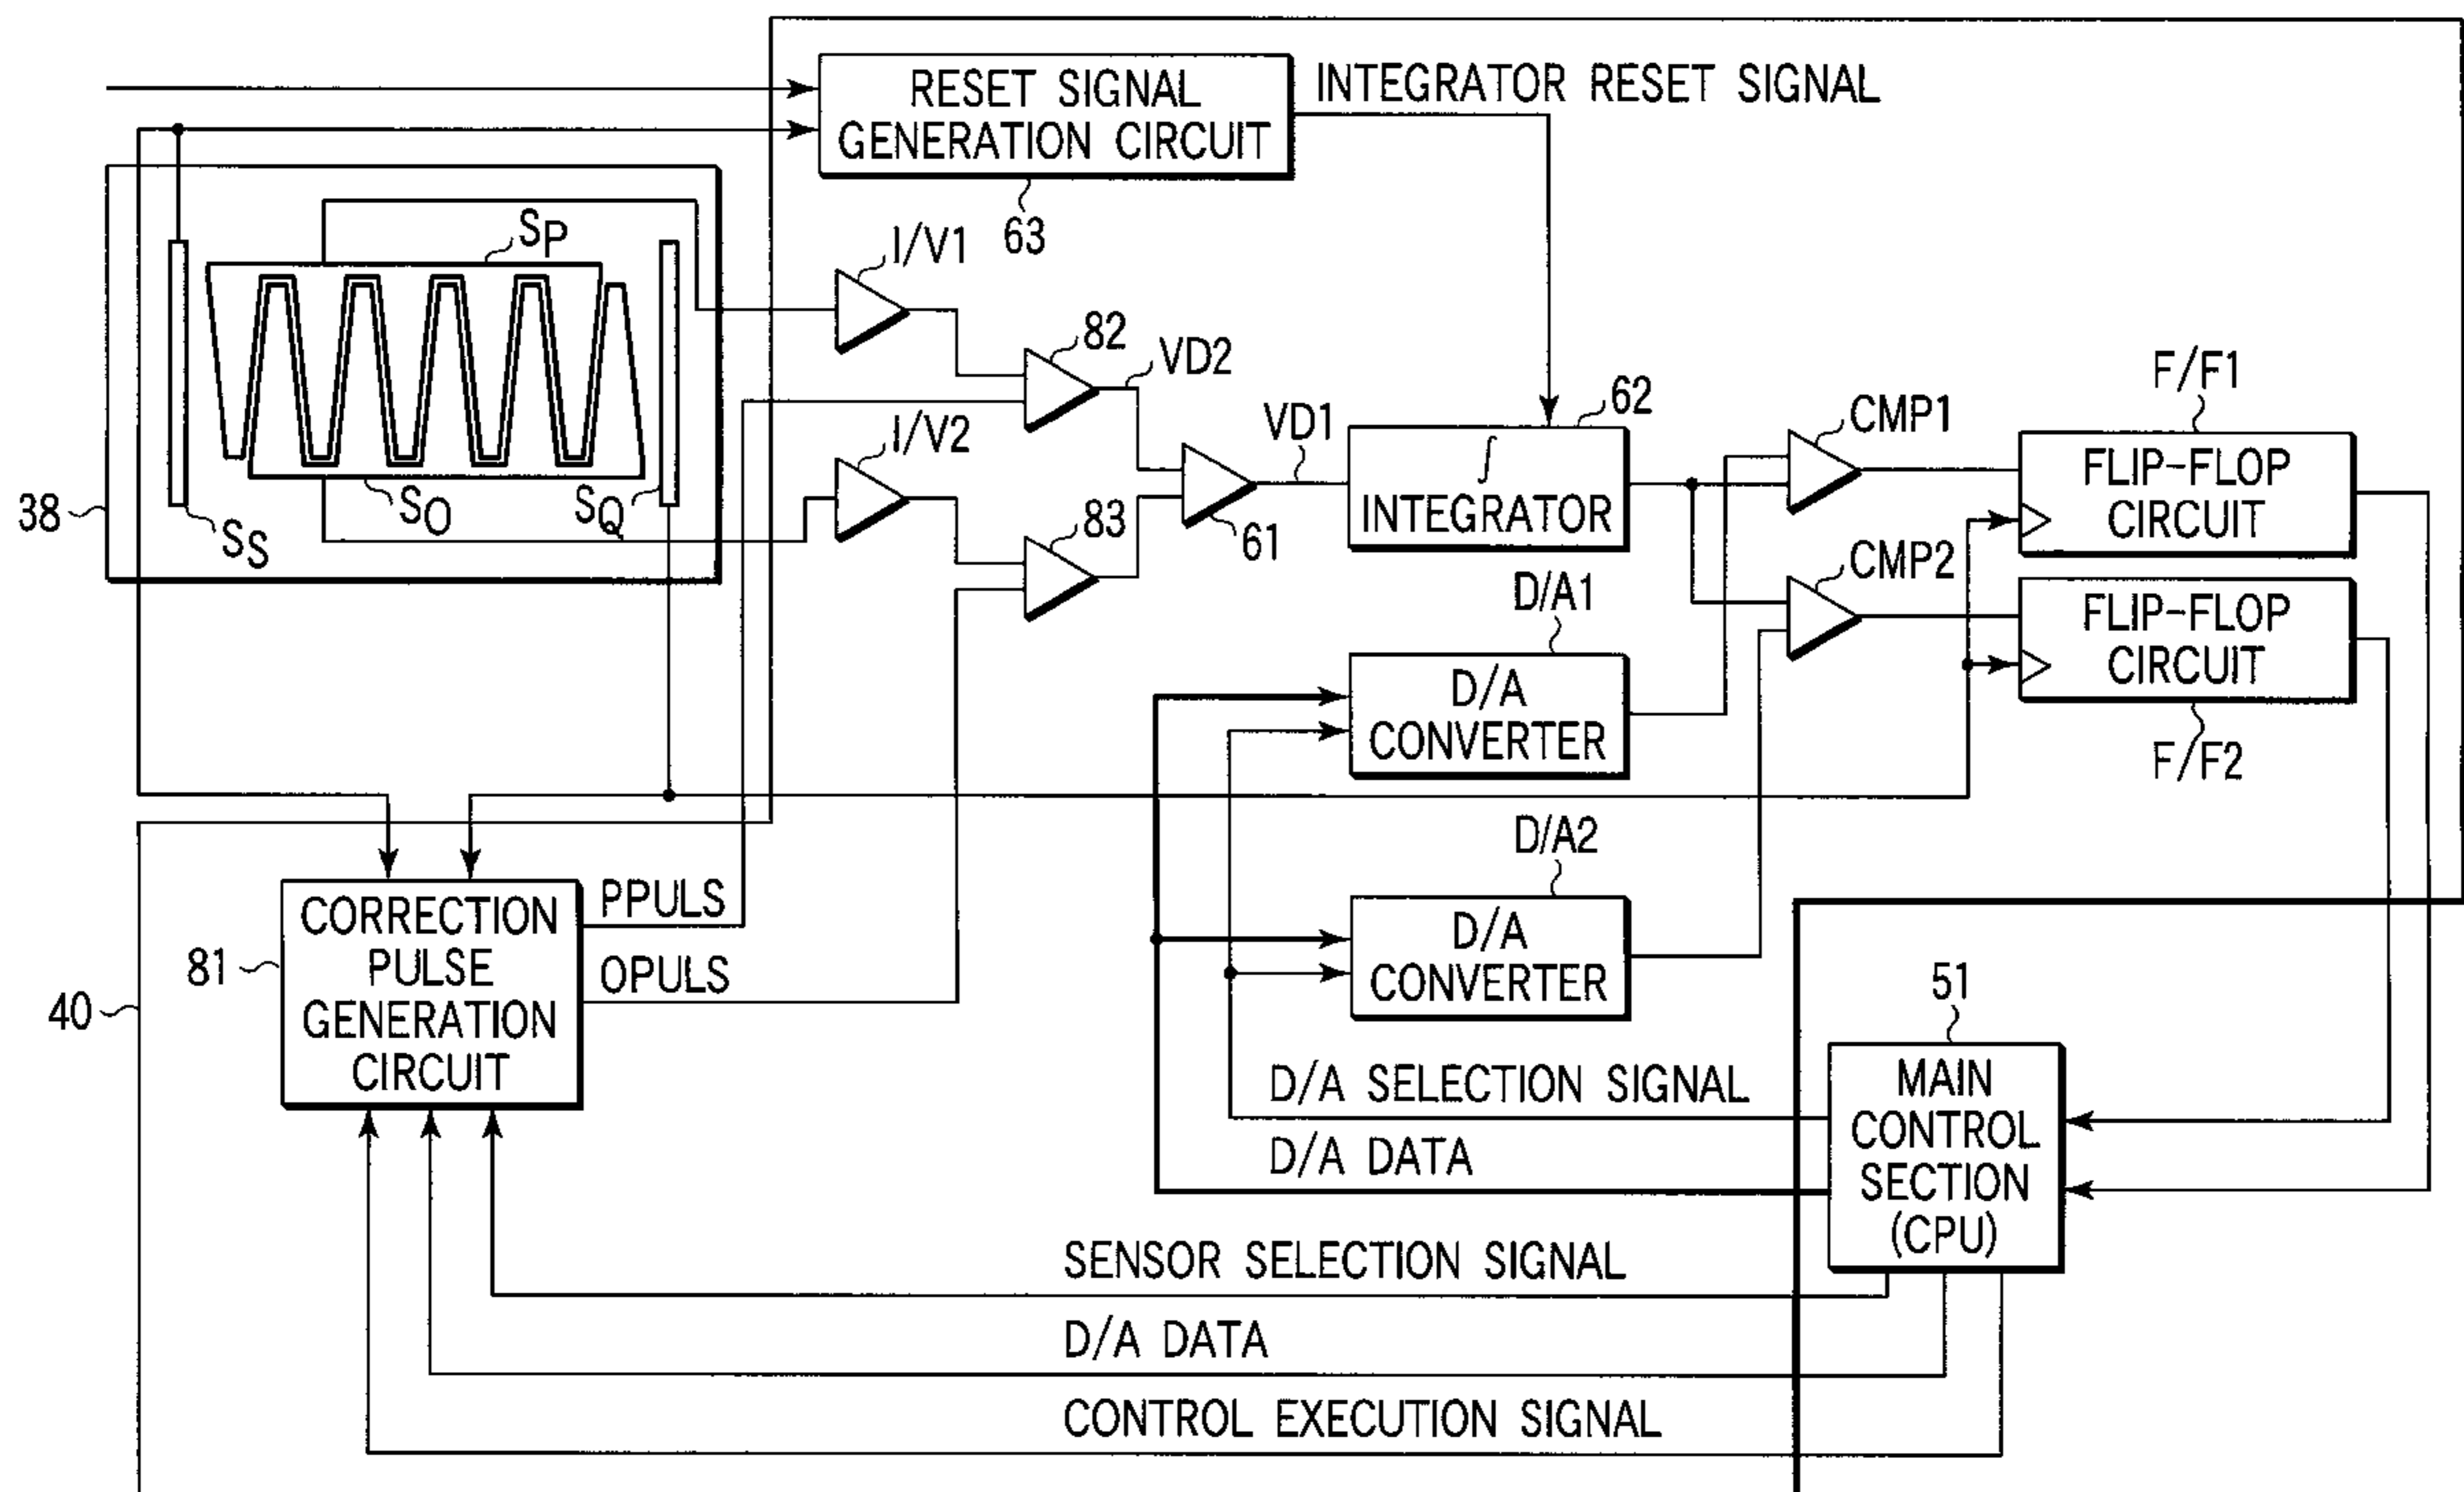 RESET SIGNAL
GENERATION CIRCUIT
63
INTEGRATOR RESET SIGNAL
SP
SO
SQ
SS
38
I/V1
I/V2
82
VD2
83
61
VD1
∫
INTEGRATOR
62
CMP1
CMP2
F/F1
FLIP-FLOP
CIRCUIT
FLIP-FLOP
CIRCUIT
F/F2
D/A1
D/A
CONVERTER
D/A2
D/A
CONVERTER
CORRECTION
PULSE
GENERATION
CIRCUIT
81
40
PPULS
OPULS
51
MAIN
CONTROL
SECTION
(CPU)
D/A SELECTION SIGNAL
D/A DATA
SENSOR SELECTION SIGNAL
D/A DATA
CONTROL EXECUTION SIGNAL